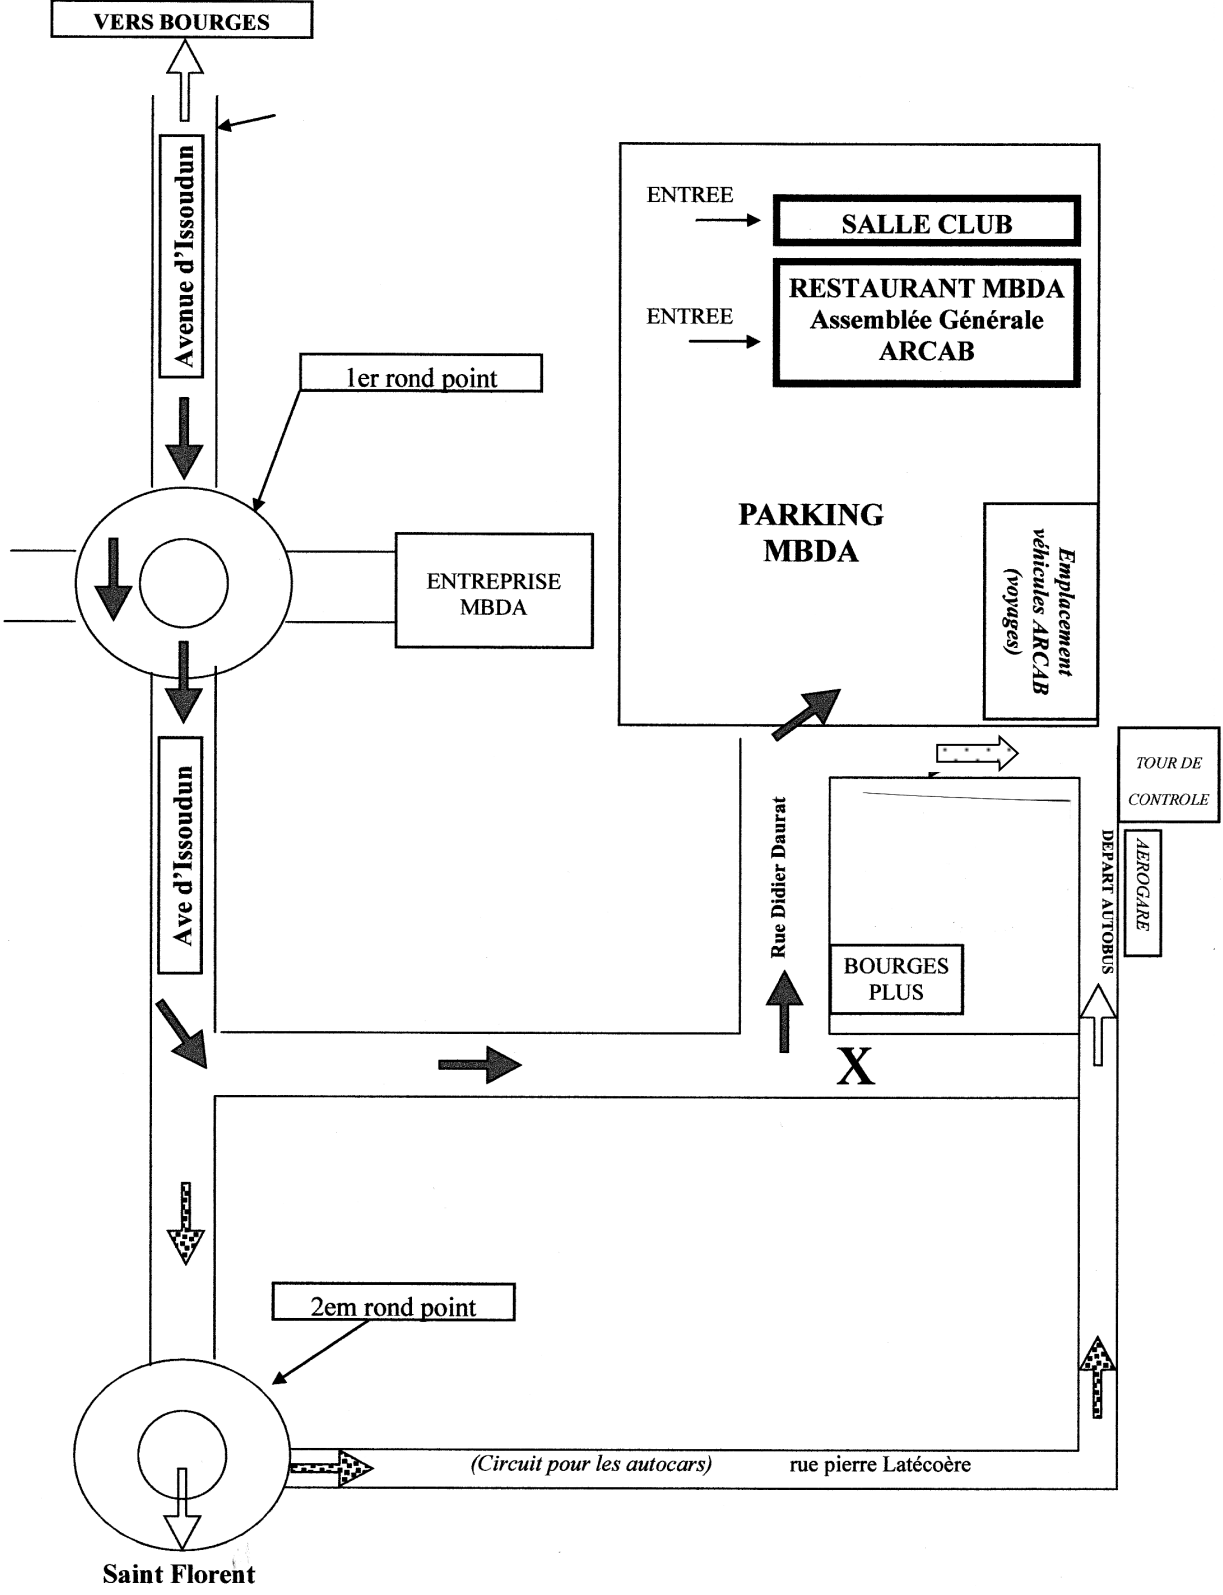 VERS BOURGES
Avenue d'Issoudun
ENTREE
SALLE CLUB
RESTAURANT MBDA
Assemblée Générale
ARCAB
ENTREE
1er rond point
PARKING
MBDA
Emplacement
véhicules ARCAB
(voyages)
ENTREPRISE
MBDA
TOUR DE
CONTROLE
Ave d'Issoudun
Rue Didier Daurat
DEPART AUTOBUS
AEROGARE
BOURGES
PLUS
X
2em rond point
(Circuit pour les autocars)
rue pierre Latécoère
Saint Florent